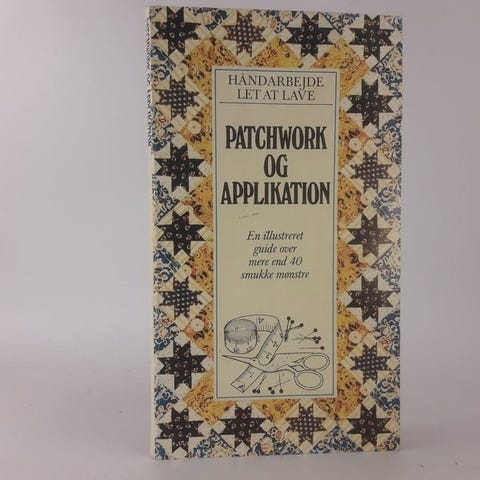 HÅNDARBEJDE
LET AT LAVE
PATCHWORK
OG
APPLIKATION
En illustreret
guide over
mere end 40
smukke mønstre